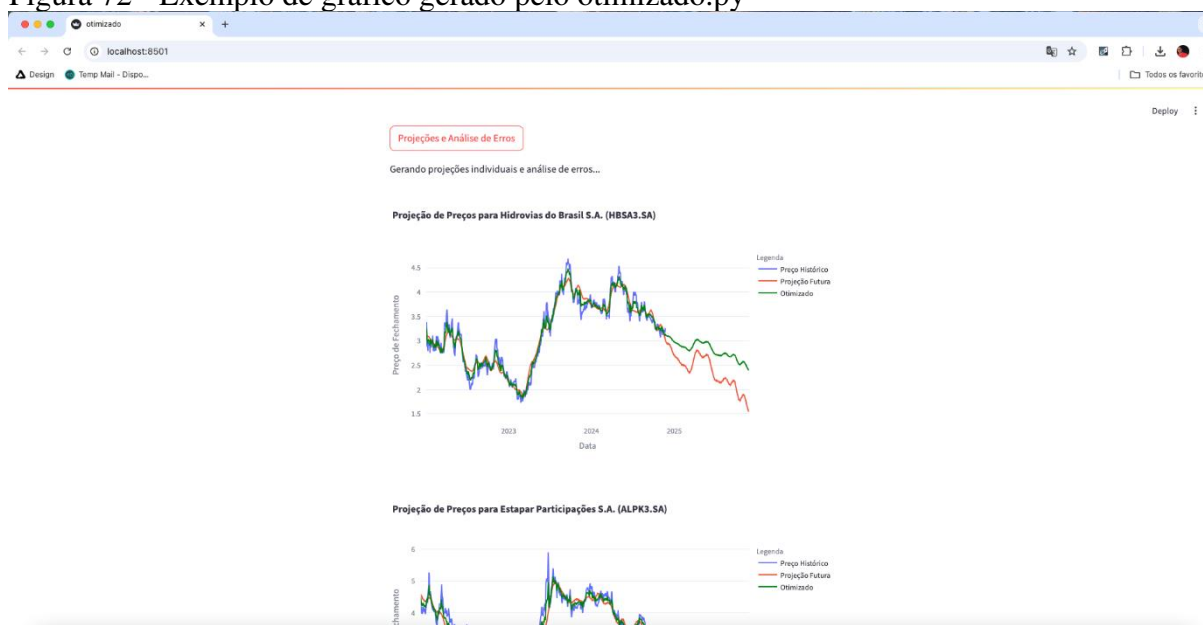 Figura 72 - Exemplo de gráfico gerado pelo otimizado.py
otimizado
localhost:8501
Design
Temp Mail - Dispo...
Todos os favorit
Deploy
Projeções e Análise de Erros
Gerando projeções individuais e análise de erros...
Projeção de Preços para Hidrovias do Brasil S.A. (HBSA3.SA)
Legenda
Preço Histórico
Projeção Futura
Otimizado
Preço de Fechamento
4.5
4
3.5
3
2.5
2
1.5
2023
2024
2025
Data
Projeção de Preços para Estapar Participações S.A. (ALPK3.SA)
Legenda
Preço Histórico
Projeção Futura
Otimizado
6
5
4
chamento